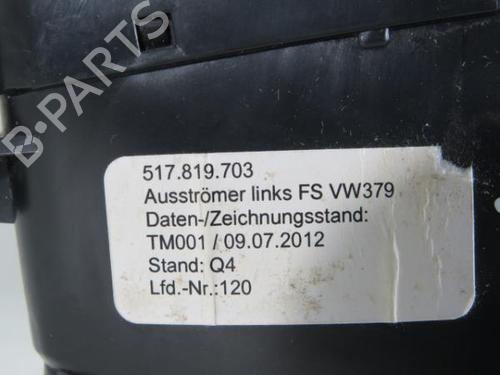 B-PARTS
517.819.703
Ausströmer links FS VW379
Daten-/Zeichnungsstand:
TM001 / 09.07.2012
Stand: Q4
Lfd.-Nr.:120